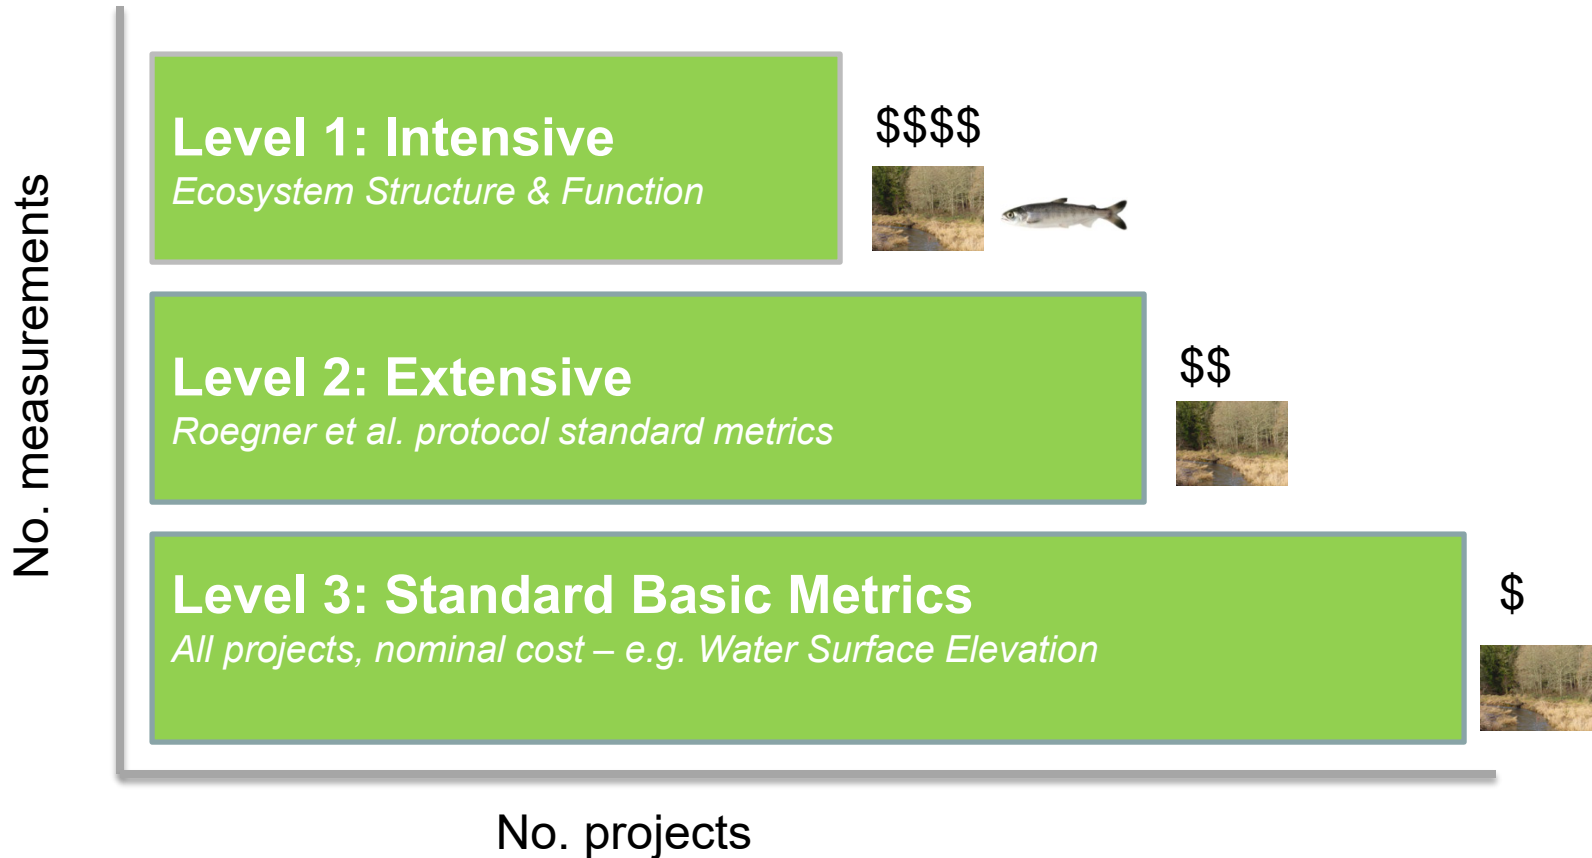 No. measurements
Level 1: Intensive
Ecosystem Structure & Function
$$$$
Level 2: Extensive
Roegner et al. protocol standard metrics
$$
Level 3: Standard Basic Metrics
All projects, nominal cost – e.g. Water Surface Elevation
$
No. projects